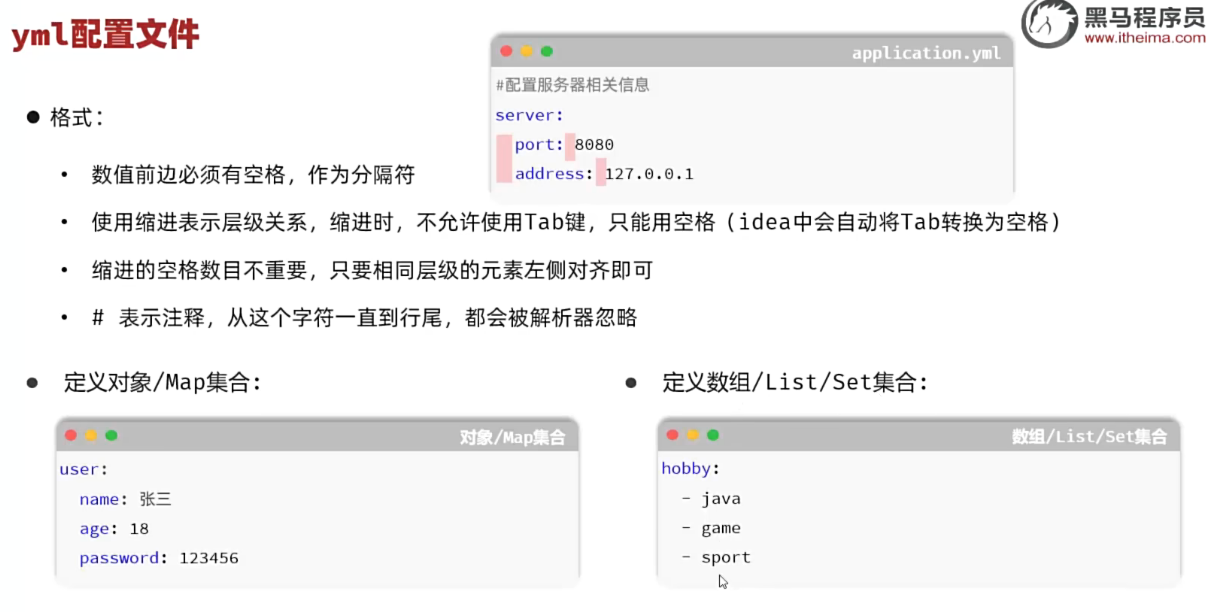 yml配置文件
黑马程序员
www.itheima.com
application.yml
#配置服务器相关信息
server:
port: 8080
address: 127.0.0.1
● 格式：
• 数值前边必须有空格，作为分隔符
• 使用缩进表示层级关系，缩进时，不允许使用Tab键，只能用空格（idea中会自动将Tab转换为空格）
• 缩进的空格数目不重要，只要相同层级的元素左侧对齐即可
• # 表示注释，从这个字符一直到行尾，都会被解析器忽略
● 定义对象/Map集合：
对象/Map集合
user:
name: 张三
age: 18
password: 123456
● 定义数组/List/Set集合：
数组/List/Set集合
hobby:
- java
- game
- sport